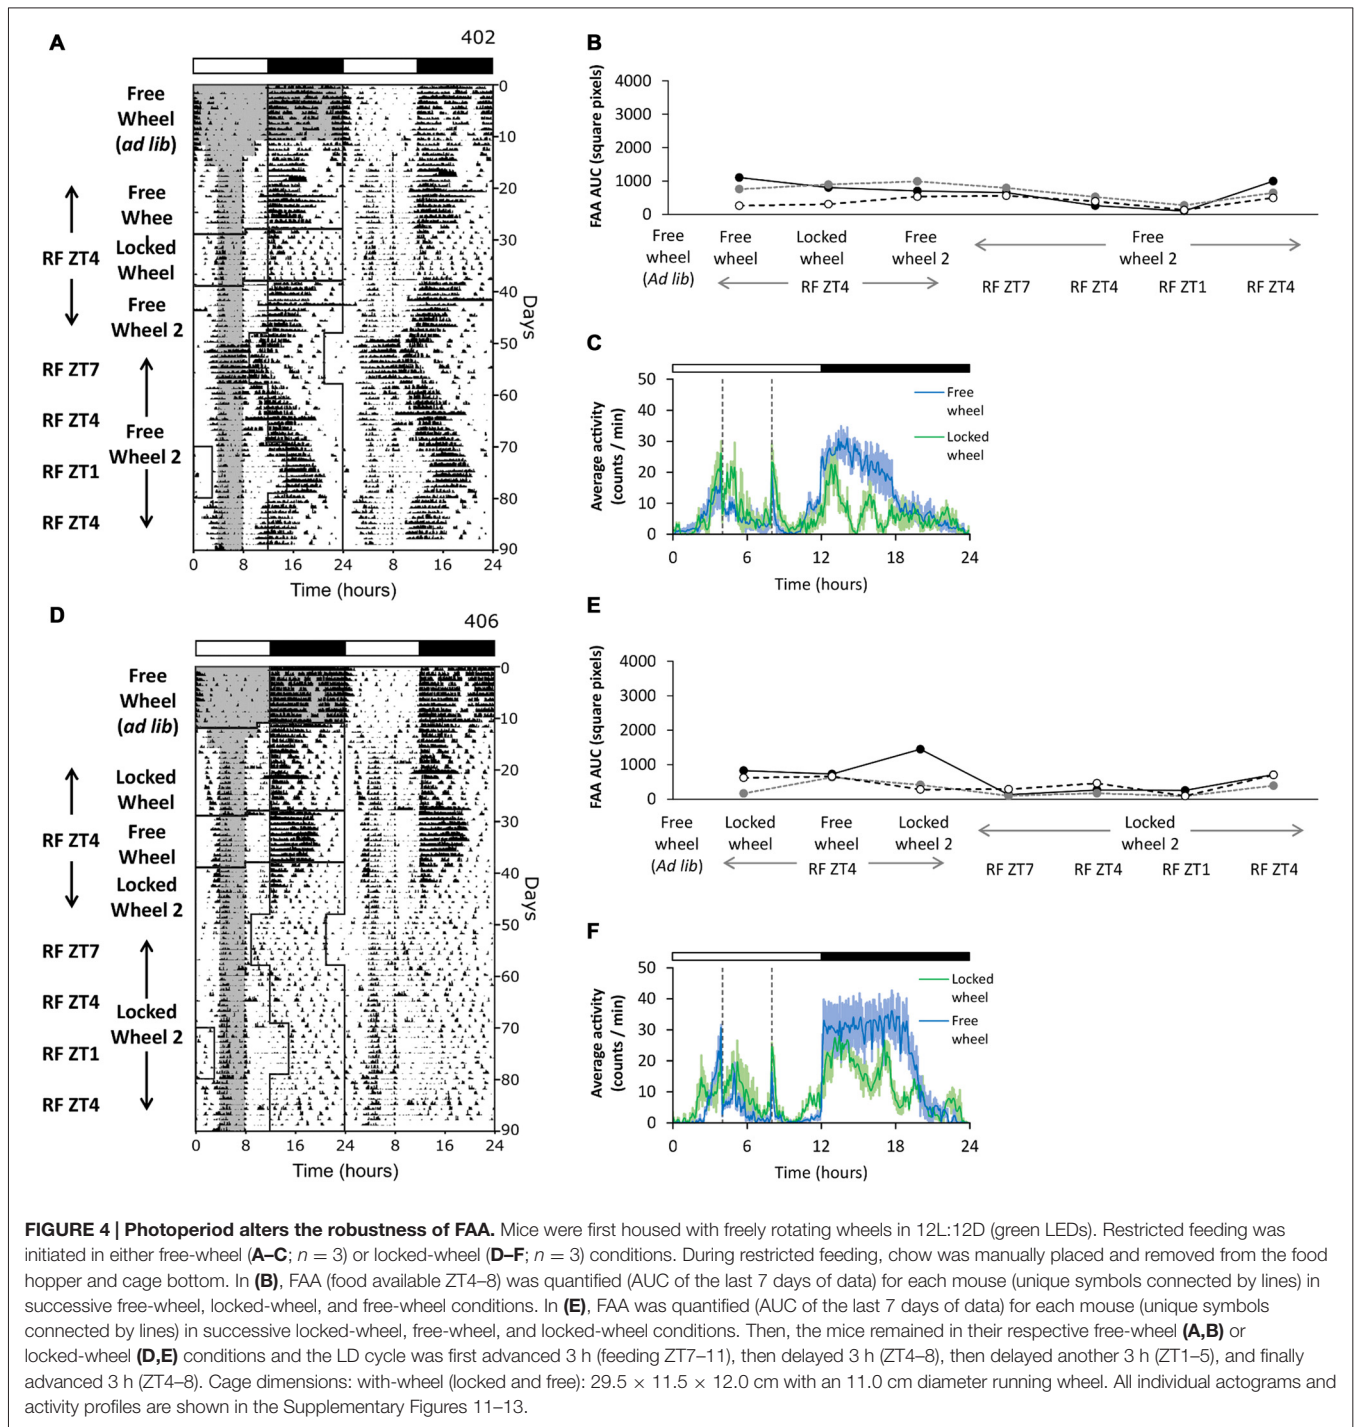 A
402
Free
Wheel
(ad lib)
Free
Whee
Locked
Wheel
RF ZT4
Free
Wheel 2
RF ZT7
RF ZT4
Free
Wheel 2
RF ZT1
RF ZT4
0
10
20
30
40
50
60
70
80
90
Days
0 8 16 24 8 16 24
Time (hours)
B
FAA AUC (square pixels)
4000
3000
2000
1000
0
Free
wheel
(Ad lib)
Free
wheel
Locked
wheel
Free
wheel 2
Free
wheel 2
RF ZT4
RF ZT7
RF ZT4
RF ZT1
RF ZT4
C
Average activity
(counts / min)
50
40
30
20
10
0
Free
wheel
Locked
wheel
0 6 12 18 24
Time (hours)
D
406
Free
Wheel
(ad lib)
Locked
Wheel
RF ZT4
Free
Wheel
Locked
Wheel 2
RF ZT7
RF ZT4
Locked
Wheel 2
RF ZT1
RF ZT4
0
10
20
30
40
50
60
70
80
90
Days
0 8 16 24 8 16 24
Time (hours)
E
FAA AUC (square pixels)
4000
3000
2000
1000
0
Free
wheel
(Ad lib)
Locked
wheel
Free
wheel
Locked
wheel 2
Locked
wheel 2
RF ZT4
RF ZT7
RF ZT4
RF ZT1
RF ZT4
F
Average activity
(counts / min)
50
40
30
20
10
0
Locked
wheel
Free
wheel
0 6 12 18 24
Time (hours)
FIGURE 4 | Photoperiod alters the robustness of FAA. Mice were first housed with freely rotating wheels in 12L:12D (green LEDs). Restricted feeding was
initiated in either free-wheel (A–C; n = 3) or locked-wheel (D–F; n = 3) conditions. During restricted feeding, chow was manually placed and removed from the food
hopper and cage bottom. In (B), FAA (food available ZT4–8) was quantified (AUC of the last 7 days of data) for each mouse (unique symbols connected by lines) in
successive free-wheel, locked-wheel, and free-wheel conditions. In (E), FAA was quantified (AUC of the last 7 days of data) for each mouse (unique symbols
connected by lines) in successive locked-wheel, free-wheel, and locked-wheel conditions. Then, the mice remained in their respective free-wheel (A,B) or
locked-wheel (D,E) conditions and the LD cycle was first advanced 3 h (feeding ZT7–11), then delayed 3 h (ZT4–8), then delayed another 3 h (ZT1–5), and finally
advanced 3 h (ZT4–8). Cage dimensions: with-wheel (locked and free): 29.5 × 11.5 × 12.0 cm with an 11.0 cm diameter running wheel. All individual actograms and
activity profiles are shown in the Supplementary Figures 11–13.